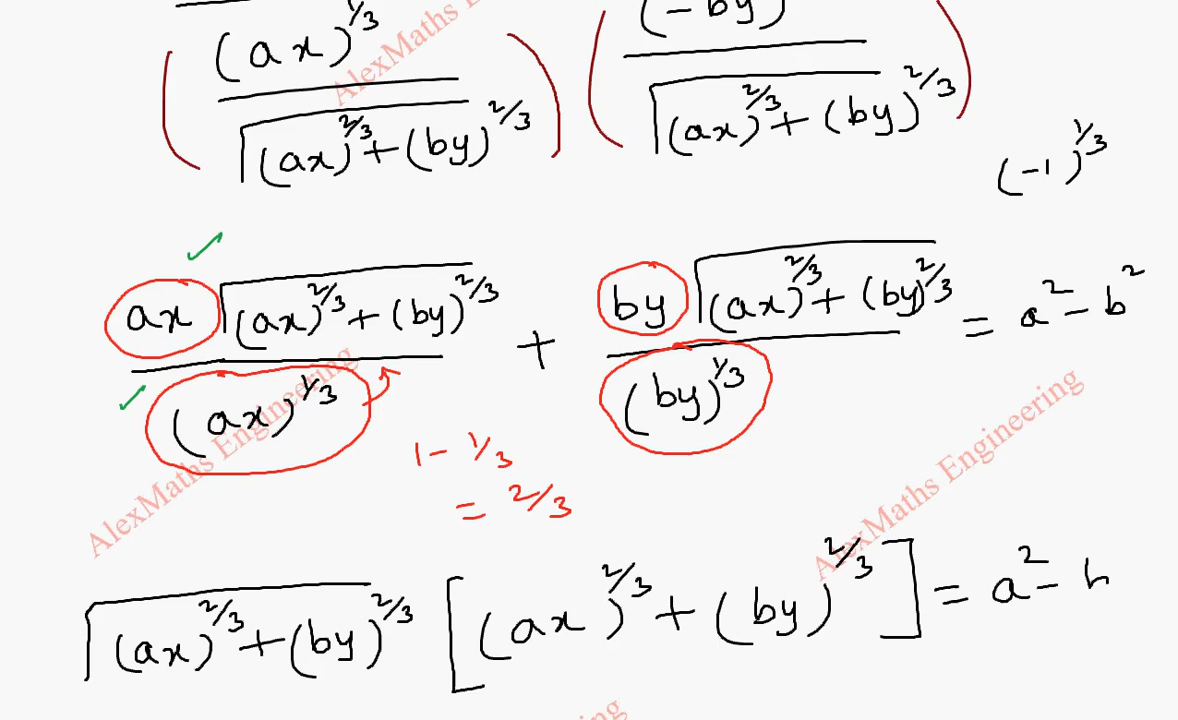 (ax)^{1/3} (-by)
√(ax)^{2/3} + (by)^{2/3} √(ax)^{2/3} + (by)^{2/3}
(-1)^{1/3}
ax √(ax)^{2/3} + (by)^{2/3} + by √(ax)^{2/3} + (by)^{2/3} = a² - b²
(ax)^{1/3} (by)^{1/3}
1 - 1/3
= 2/3
√(ax)^{2/3} + (by)^{2/3} [(ax)^{2/3} + (by)^{2/3}] = a² - b
AlexMaths Engineering
AlexMaths Engineering
AlexMaths Engineering